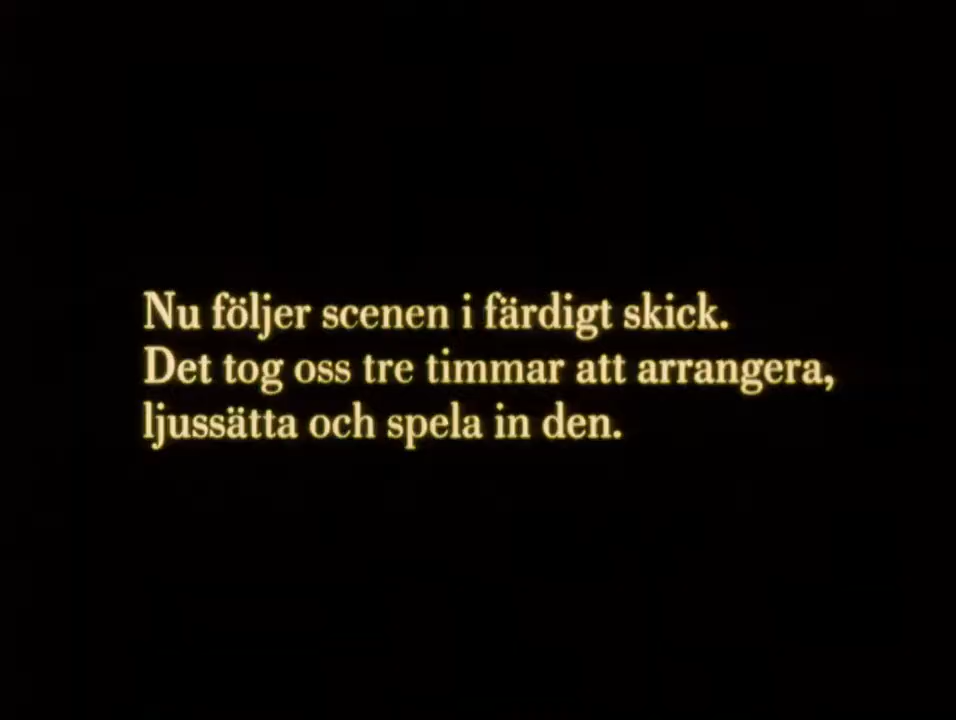 Nu följer scenen i färdigt skick.
Det tog oss tre timmar att arrangera,
ljussätta och spela in den.